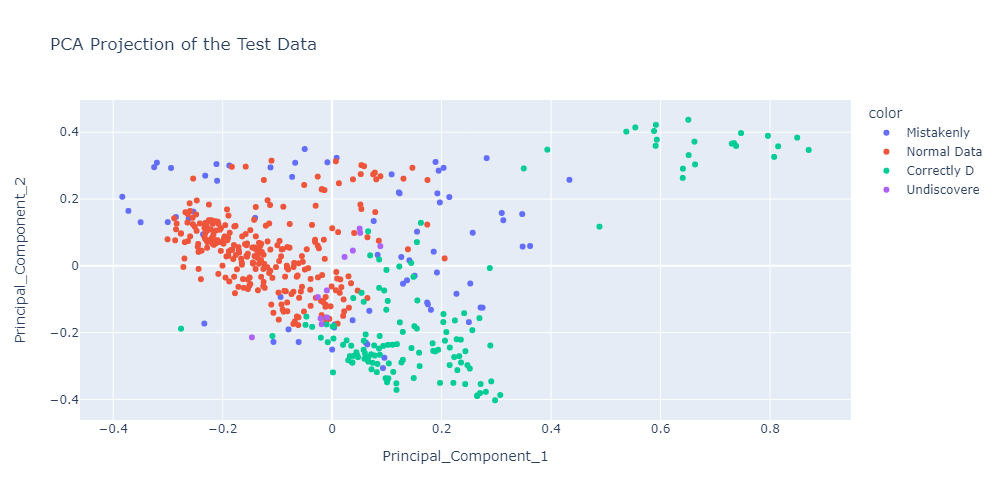 PCA Projection of the Test Data
color
Mistakenly
Normal Data
Correctly D
Undiscovere
Principal_Component_2
0.4
0.2
0
−0.2
−0.4
−0.4
−0.2
0
0.2
0.4
0.6
0.8
Principal_Component_1